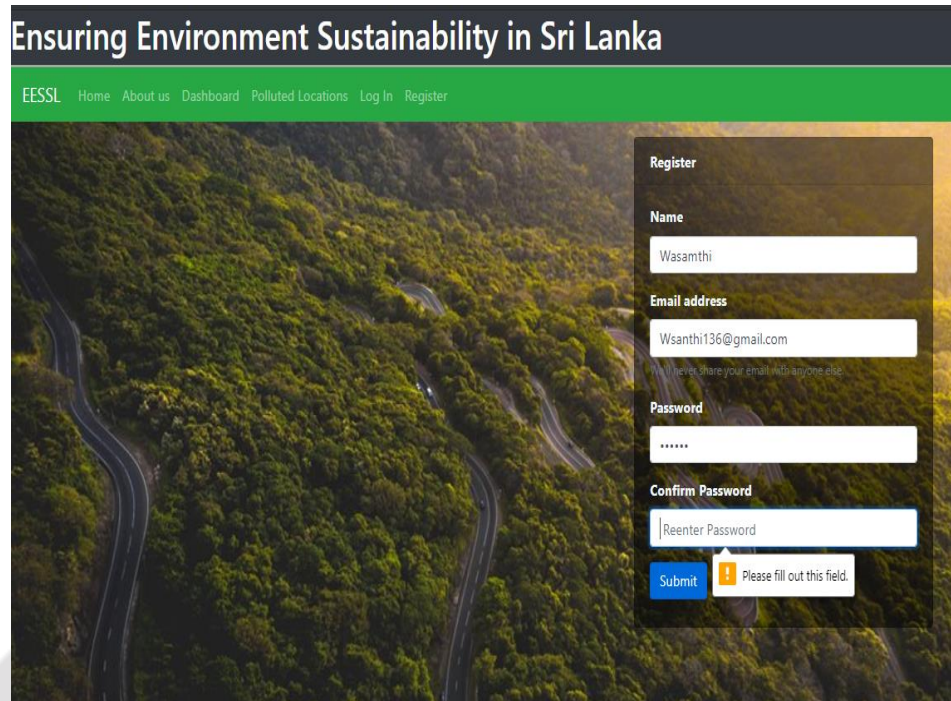 Ensuring Environment Sustainability in Sri Lanka
EESSL Home About us Dashboard Polluted Locations Log In Register
Register
Name
Wasamthi
Email address
Wsanthi136@gmail.com
We'll never share your email with anyone else.
Password
••••••
Confirm Password
Reenter Password
Submit
! Please fill out this field.